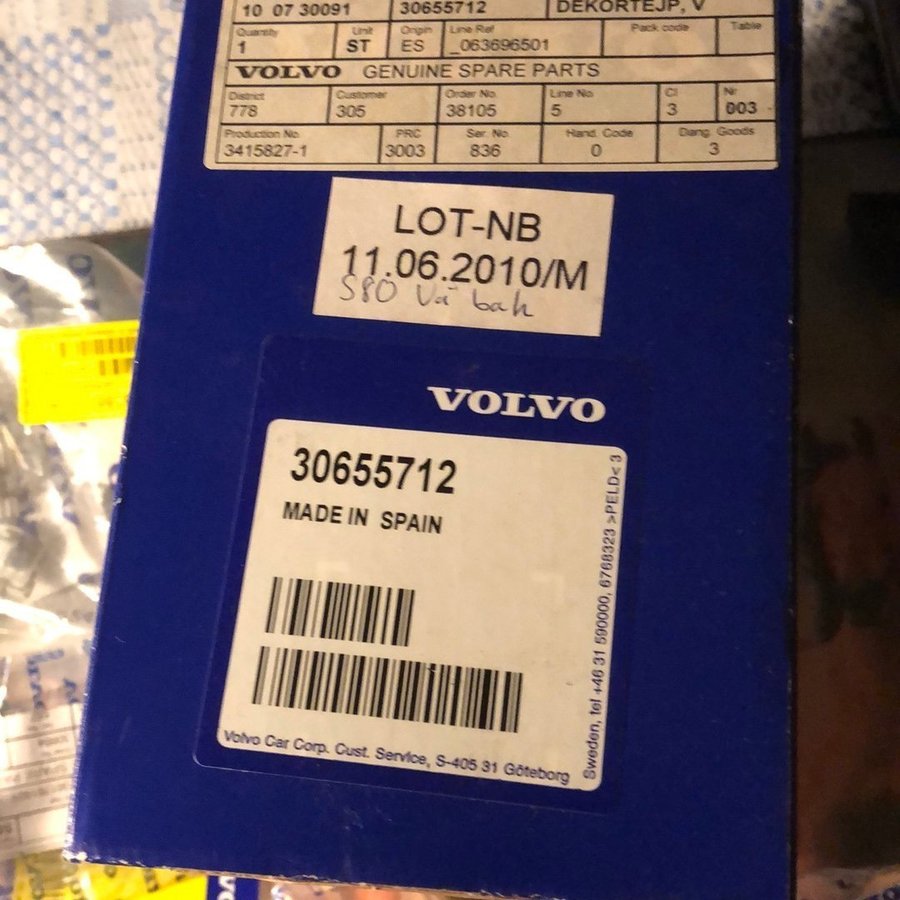 10 07 30091 30655712 DEKORTEJP, V
Quantity Unit Origin Line Ref Pack code Table
1 ST ES _063696501
VOLVO GENUINE SPARE PARTS
District Customer Order No. Line No Cl Nr
778 305 38105 5 3 003
Production No. PRC Ser. No Hand. Code Dang. Goods
3415827-1 3003 836 0 3
LOT-NB
11.06.2010/M
S80 Vä bak
VOLVO
30655712
MADE IN SPAIN
Volvo Car Corp. Cust. Service, S-405 31 Göteborg
Sweden, tel +46 31 590000, 6768323 >PELD< 3